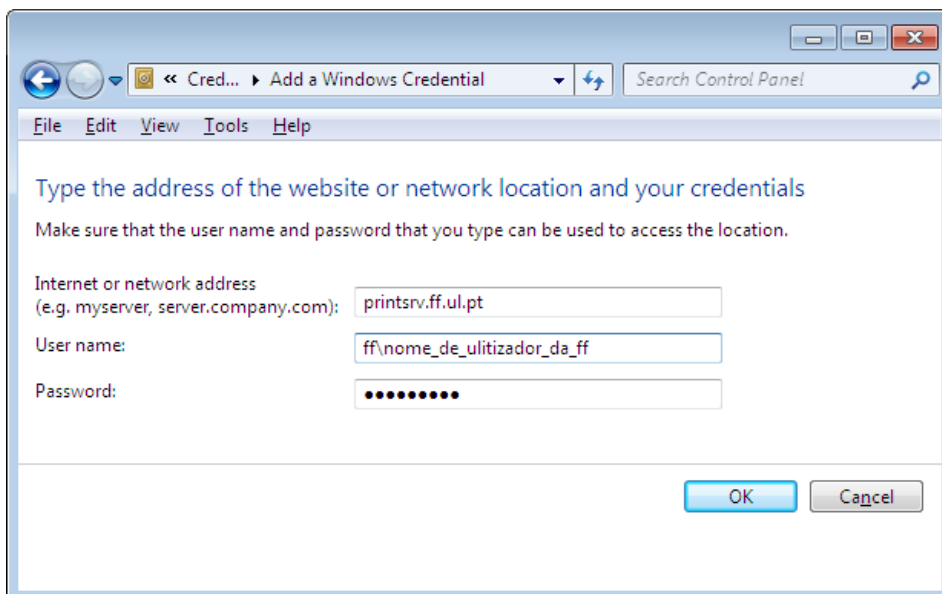 « Cred... Add a Windows Credential Search Control Panel
File Edit View Tools Help
Type the address of the website or network location and your credentials
Make sure that the user name and password that you type can be used to access the location.
Internet or network address
(e.g. myserver, server.company.com): printsrv.ff.ul.pt
User name: ff\nome_de_ulitizador_da_ff
Password: •••••••••
OK Cancel